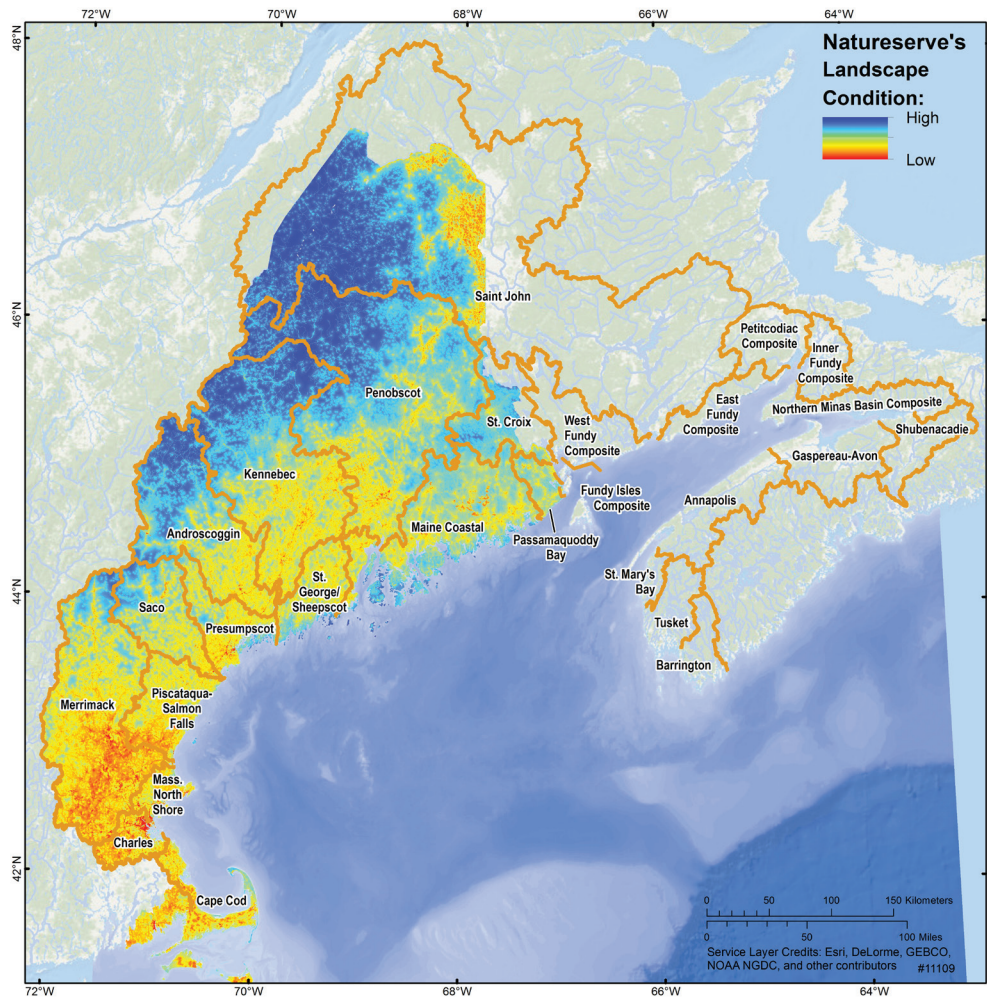 72°W
70°W
68°W
66°W
64°W
48°N
46°N
44°N
42°N
Natureserve's
Landscape
Condition:
High
Low
Saint John
Petitcodiac
Composite
Inner
Fundy
Composite
Penobscot
East
Fundy
Composite
Northern Minas Basin Composite
St. Croix
West
Fundy
Composite
Shubenacadie
Gaspereau-Avon
Kennebec
Fundy Isles
Composite
Annapolis
Androscoggin
Maine Coastal
Passamaquoddy
Bay
St.
George/
Sheepscot
St. Mary's
Bay
Saco
Presumpscot
Tusket
Barrington
Merrimack
Piscataqua-
Salmon
Falls
Mass.
North
Shore
Charles
Cape Cod
0 50 100 150 Kilometers
0 50 100 Miles
Service Layer Credits: Esri, DeLorme, GEBCO,
NOAA NGDC, and other contributors #11109
72°W
70°W
68°W
66°W
64°W